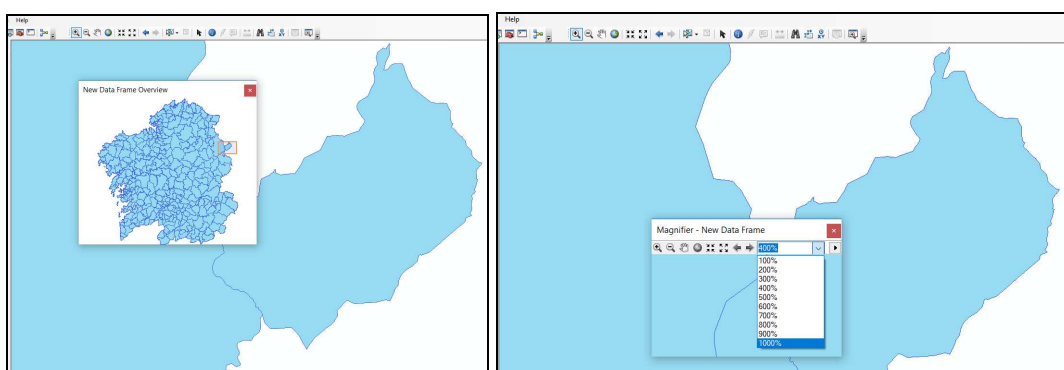 Help
New Data Frame Overview
Help
Magnifier - New Data Frame
400%
100%
200%
300%
400%
500%
600%
700%
800%
900%
1000%